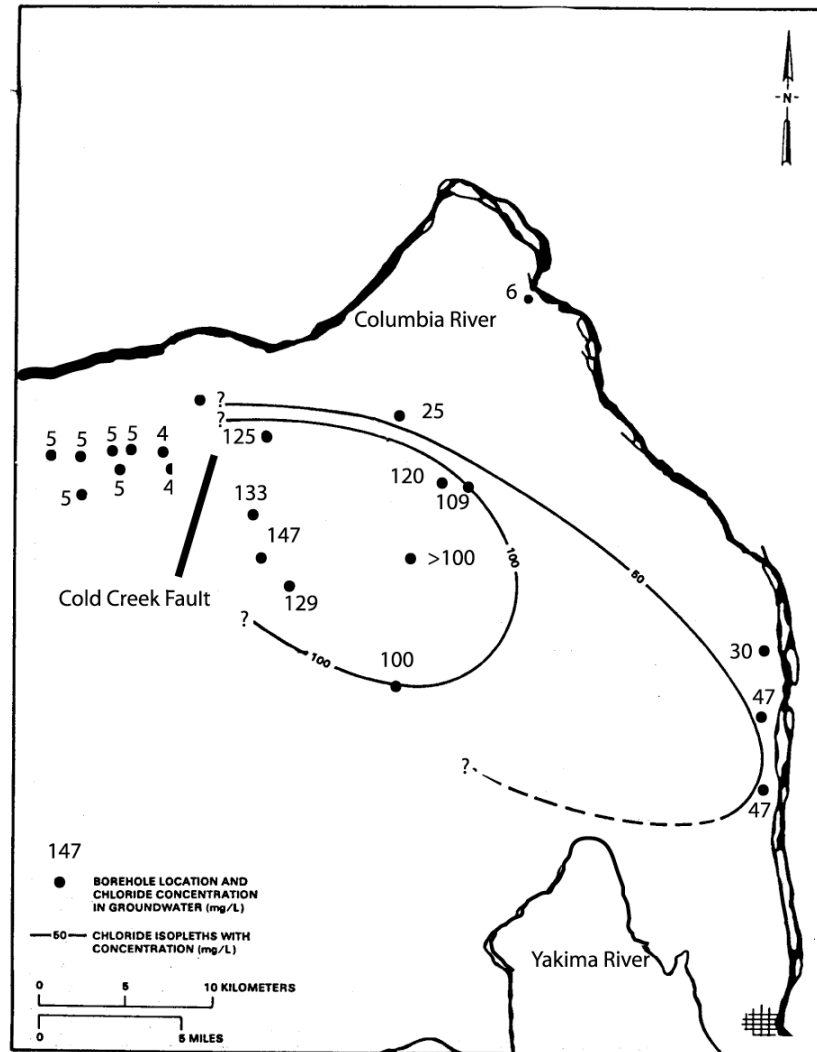 -N-
6
Columbia River
?
25
?
125
5 5 5 5 4
5 5 4
120
109
133
147
>100
100
50
Cold Creek Fault
129
?
100
100
30
47
?
47
147
BOREHOLE LOCATION AND
CHLORIDE CONCENTRATION
IN GROUNDWATER (mg/L)
50 CHLORIDE ISOPLETHS WITH
CONCENTRATION (mg/L)
Yakima River
0 5 10 KILOMETERS
0 5 MILES